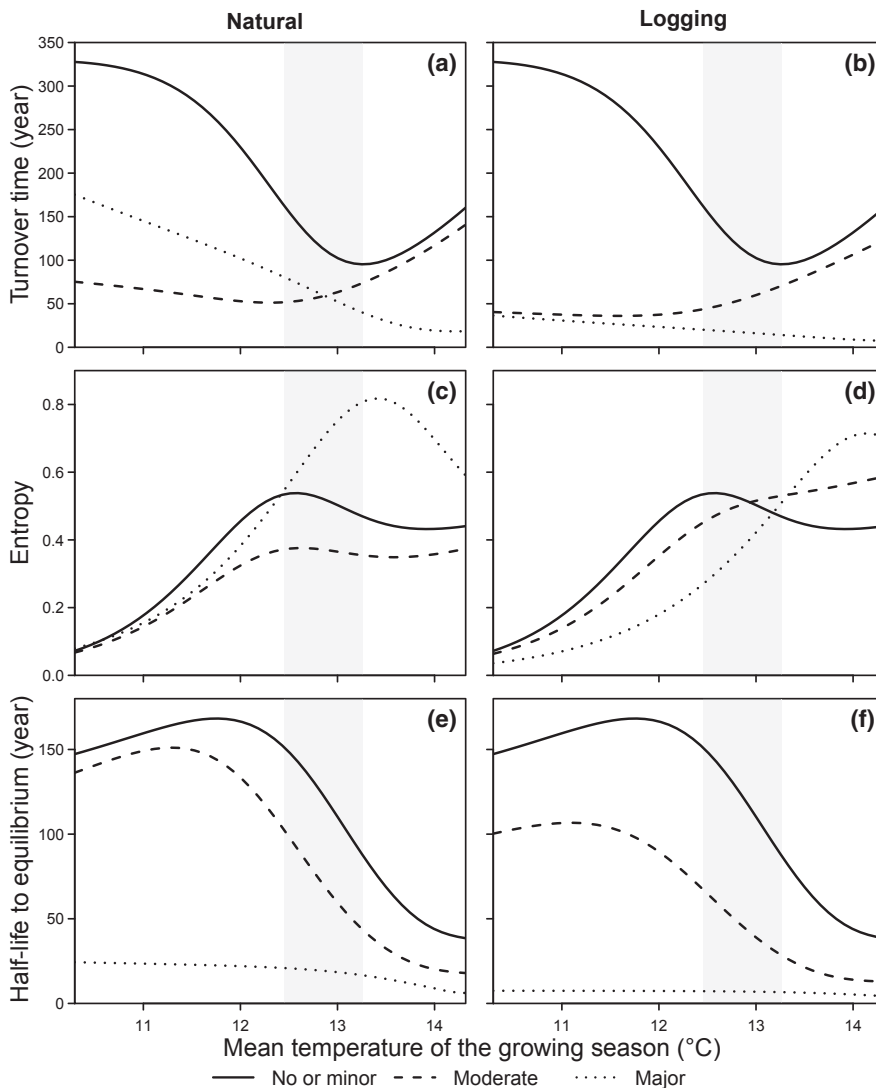 Natural
Logging
Turnover time (year)
350
300
250
200
150
100
50
0
(a)
(b)
Entropy
0.8
0.6
0.4
0.2
0.0
(c)
(d)
Half-life to equilibrium (year)
150
100
50
0
(e)
(f)
11 12 13 14
11 12 13 14
Mean temperature of the growing season (°C)
No or minor Moderate Major